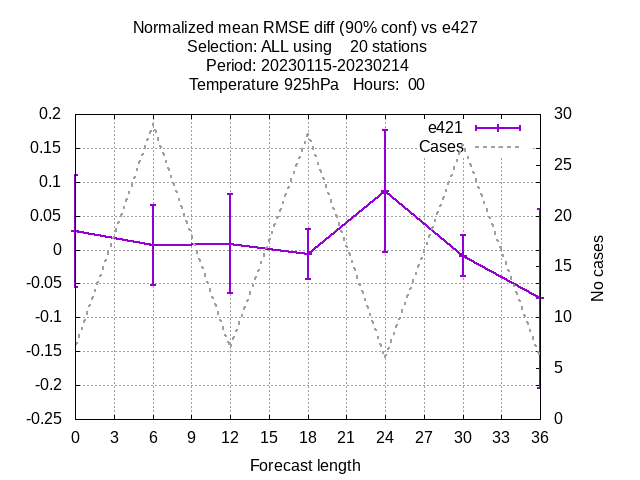 Normalized mean RMSE diff (90% conf) vs e427
Selection: ALL using    20 stations
Period: 20230115-20230214
Temperature 925hPa   Hours:  00
e421
Cases
0.2
0.15
0.1
0.05
0
-0.05
-0.1
-0.15
-0.2
-0.25
30
25
20
15
10
5
0
No cases
0 3 6 9 12 15 18 21 24 27 30 33 36
Forecast length